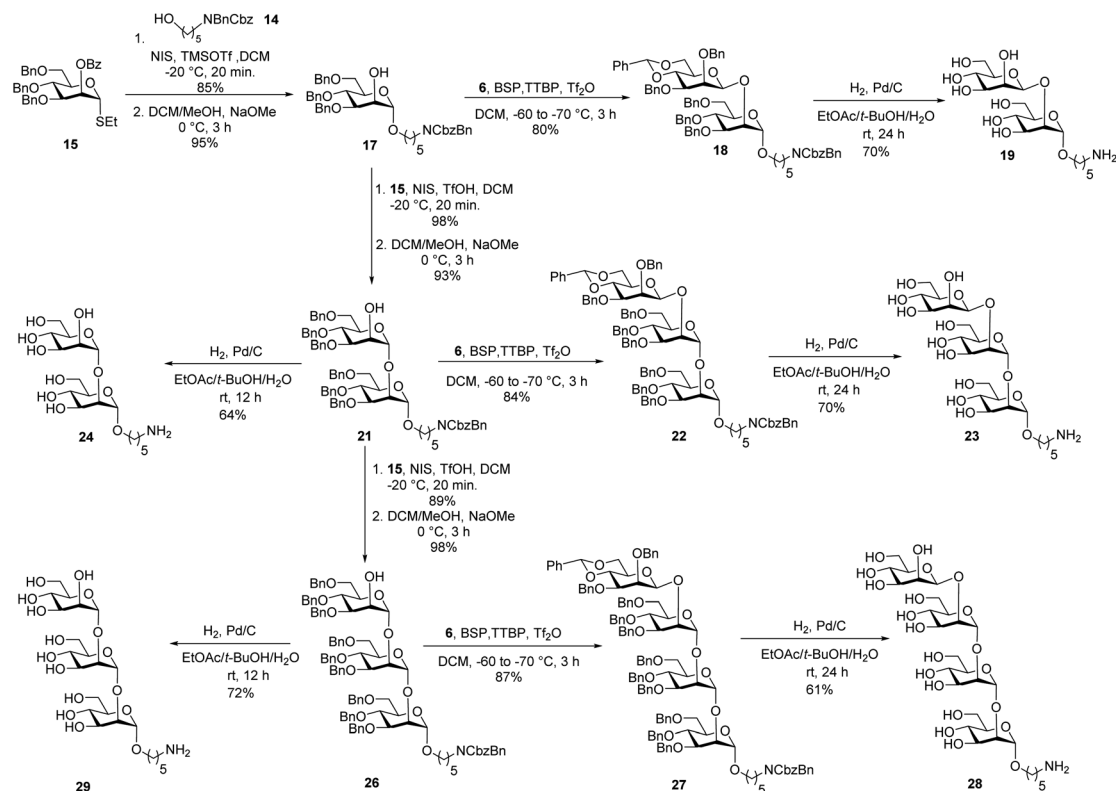 HO
NBnCbz 14
5
1.
NIS, TMSOTf ,DCM
-20 °C, 20 min.
85%
2. DCM/MeOH, NaOMe
0 °C, 3 h
95%
OBz
BnO
BnO
BnO
O
SEt
15
OH
BnO
BnO
BnO
O
O
NCbzBn
5
17
6, BSP,TTBP, Tf2O
DCM, -60 to -70 °C, 3 h
80%
Ph
O
O
BnO
OBn
O
O
BnO
BnO
BnO
O
O
NCbzBn
5
18
H2, Pd/C
EtOAc/t-BuOH/H2O
rt, 24 h
70%
HO
OH
HO
HO
O
O
HO
HO
HO
O
O
NH2
5
19
1. 15, NIS, TfOH, DCM
-20 °C, 20 min.
98%
2. DCM/MeOH, NaOMe
0 °C, 3 h
93%
HO
OH
HO
HO
O
O
HO
HO
HO
O
O
NH2
5
24
H2, Pd/C
EtOAc/t-BuOH/H2O
rt, 12 h
64%
OH
BnO
BnO
BnO
O
O
BnO
BnO
BnO
O
O
NCbzBn
5
21
6, BSP,TTBP, Tf2O
DCM, -60 to -70 °C, 3 h
84%
Ph
O
O
BnO
OBn
O
O
BnO
BnO
BnO
O
O
BnO
BnO
BnO
O
O
NCbzBn
5
22
H2, Pd/C
EtOAc/t-BuOH/H2O
rt, 24 h
70%
HO
OH
HO
HO
O
O
HO
HO
HO
O
O
HO
HO
HO
O
O
NH2
5
23
1. 15, NIS, TfOH, DCM
-20 °C, 20 min.
89%
2. DCM/MeOH, NaOMe
0 °C, 3 h
98%
HO
OH
HO
HO
O
O
HO
HO
HO
O
O
HO
HO
HO
O
O
NH2
5
29
H2, Pd/C
EtOAc/t-BuOH/H2O
rt, 12 h
72%
OH
BnO
BnO
BnO
O
O
BnO
BnO
BnO
O
O
BnO
BnO
BnO
O
O
NCbzBn
5
26
6, BSP,TTBP, Tf2O
DCM, -60 to -70 °C, 3 h
87%
Ph
O
O
BnO
OBn
O
O
BnO
BnO
BnO
O
O
BnO
BnO
BnO
O
O
BnO
BnO
BnO
O
O
NCbzBn
5
27
H2, Pd/C
EtOAc/t-BuOH/H2O
rt, 24 h
61%
HO
OH
HO
HO
O
O
HO
HO
HO
O
O
HO
HO
HO
O
O
HO
HO
HO
O
O
NH2
5
28